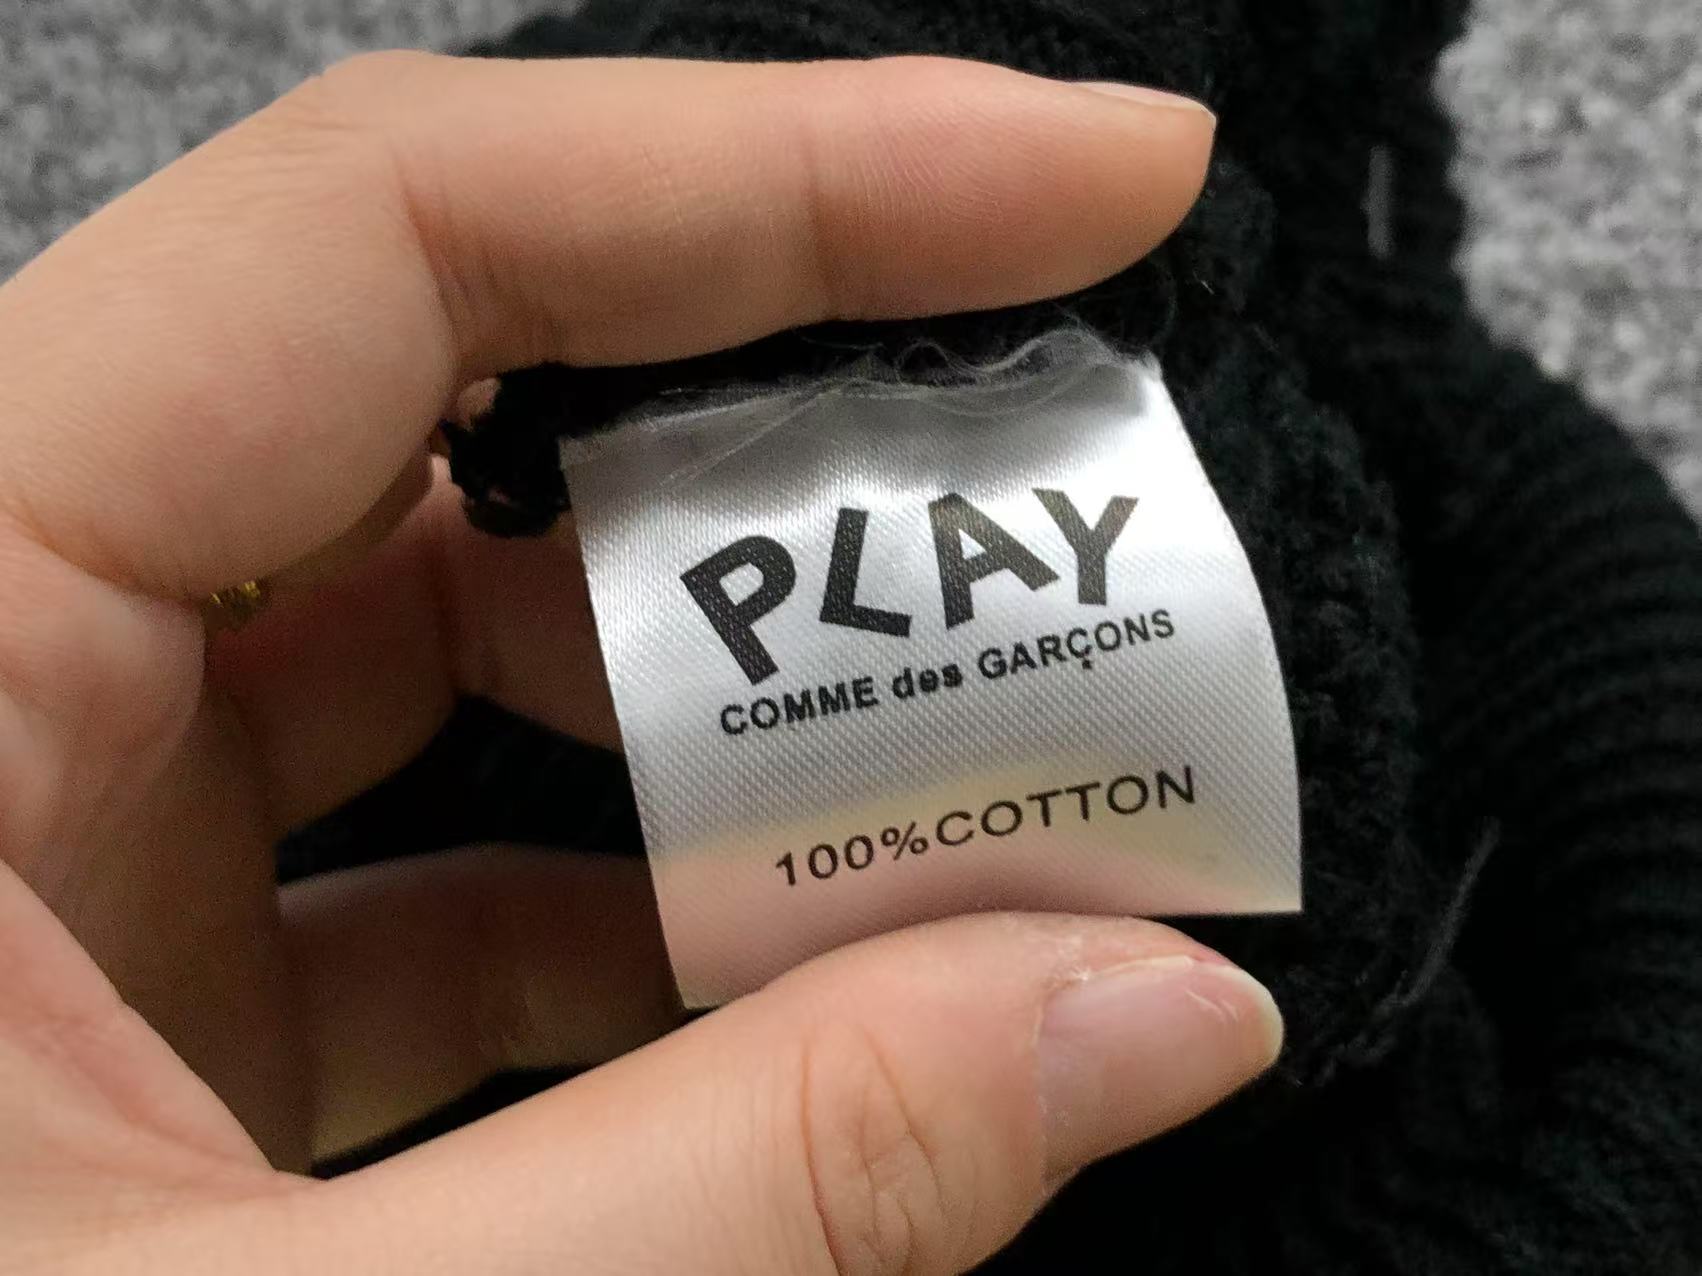 PLAY
COMME des GARÇONS
100%COTTON